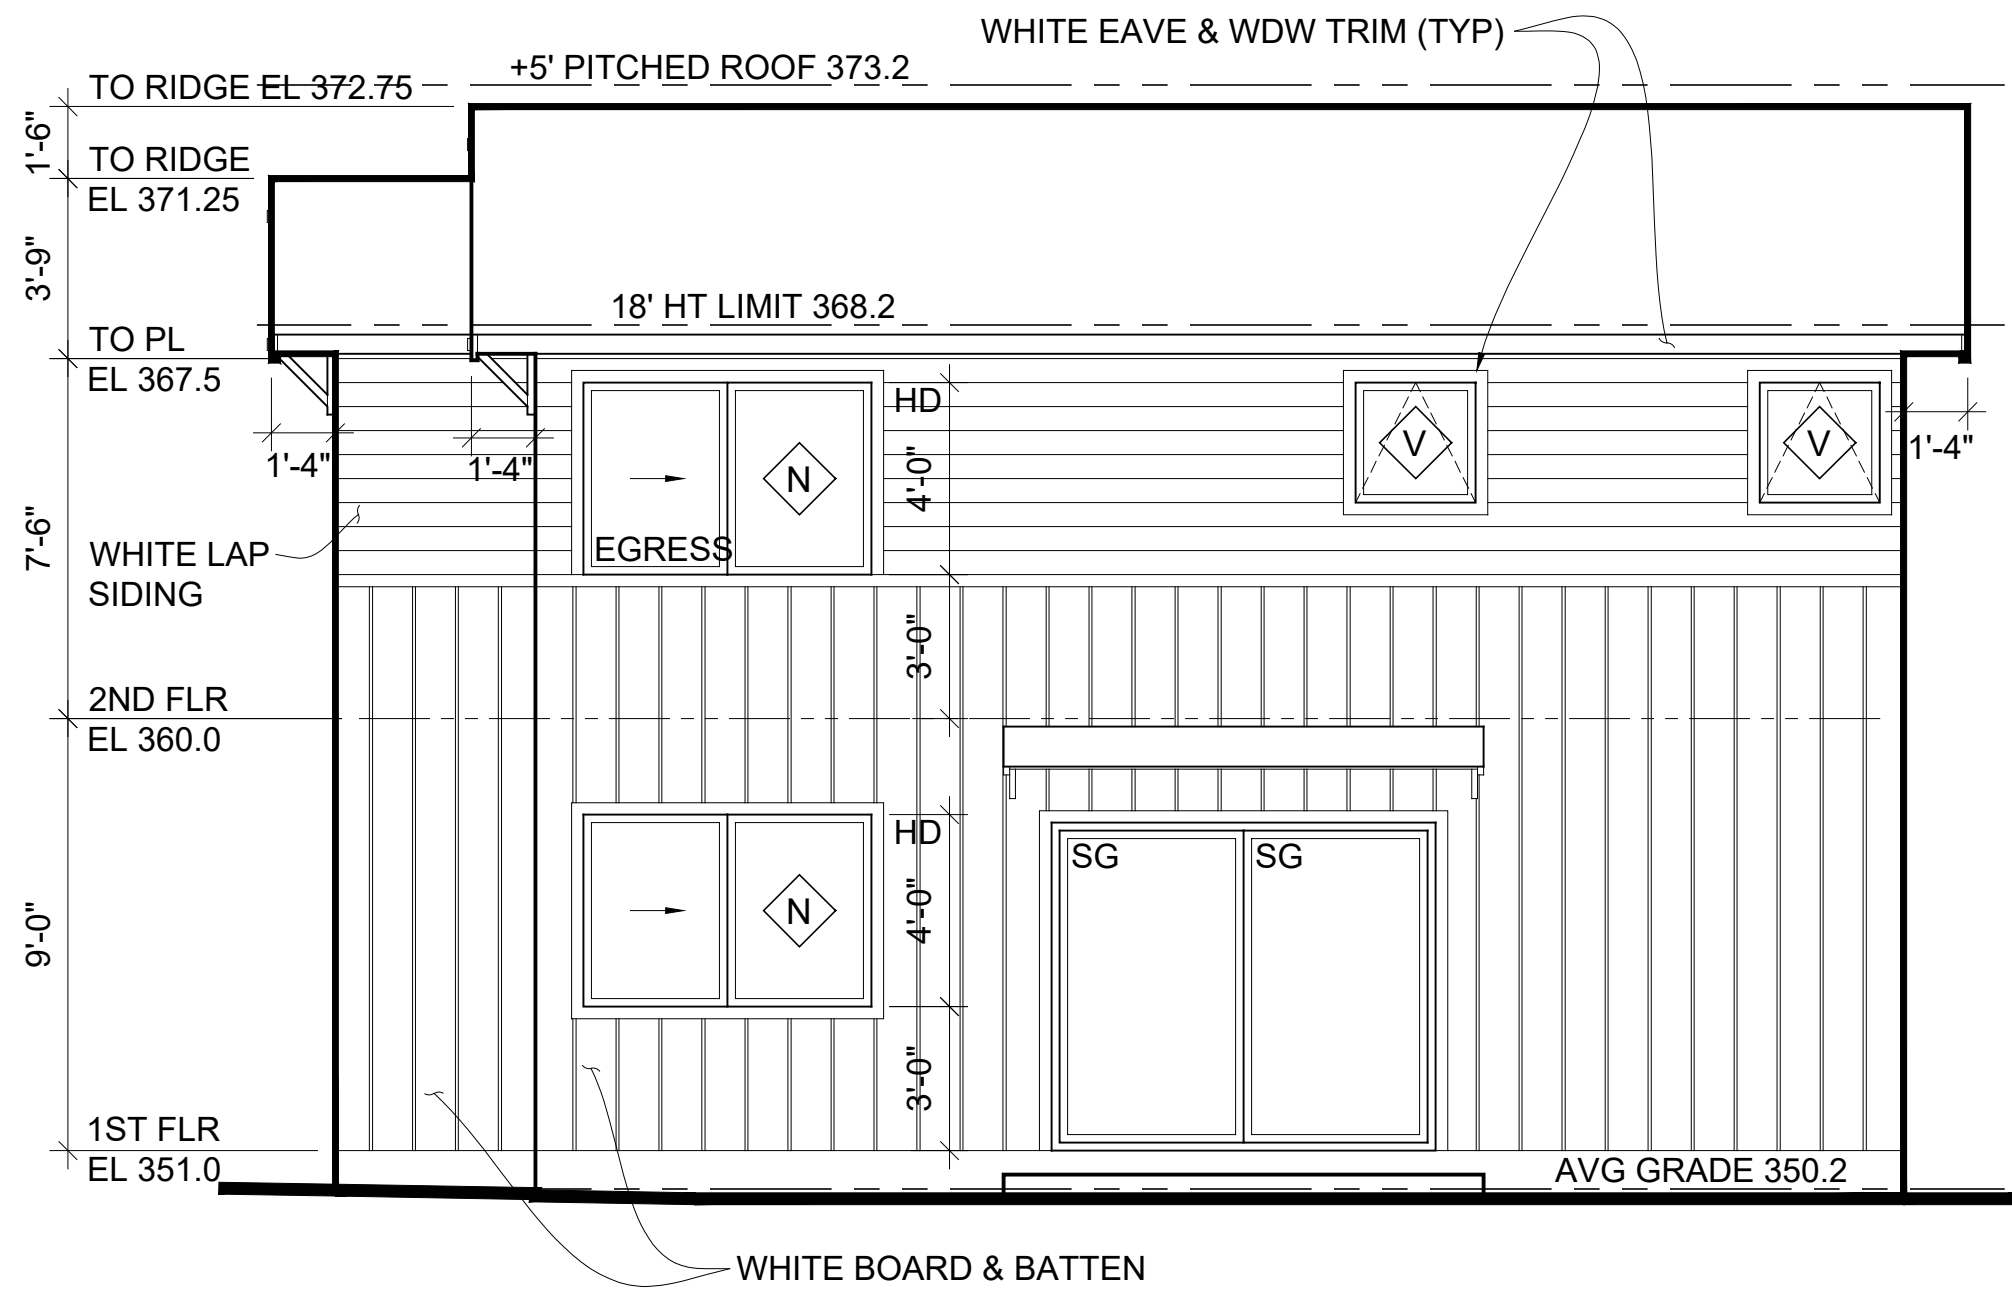 WHITE EAVE & WDW TRIM (TYP)
+5' PITCHED ROOF 373.2
TO RIDGE EL 372.75
1'-6"
TO RIDGE
EL 371.25
3'-9"
18' HT LIMIT 368.2
TO PL
EL 367.5
HD
V
V
1'-4"
1'-4"
1'-4"
N
4'-0"
7'-6"
EGRESS
WHITE LAP
SIDING
3'-0"
2ND FLR
EL 360.0
HD
SG
SG
N
4'-0"
9'-0"
3'-0"
1ST FLR
EL 351.0
AVG GRADE 350.2
WHITE BOARD & BATTEN